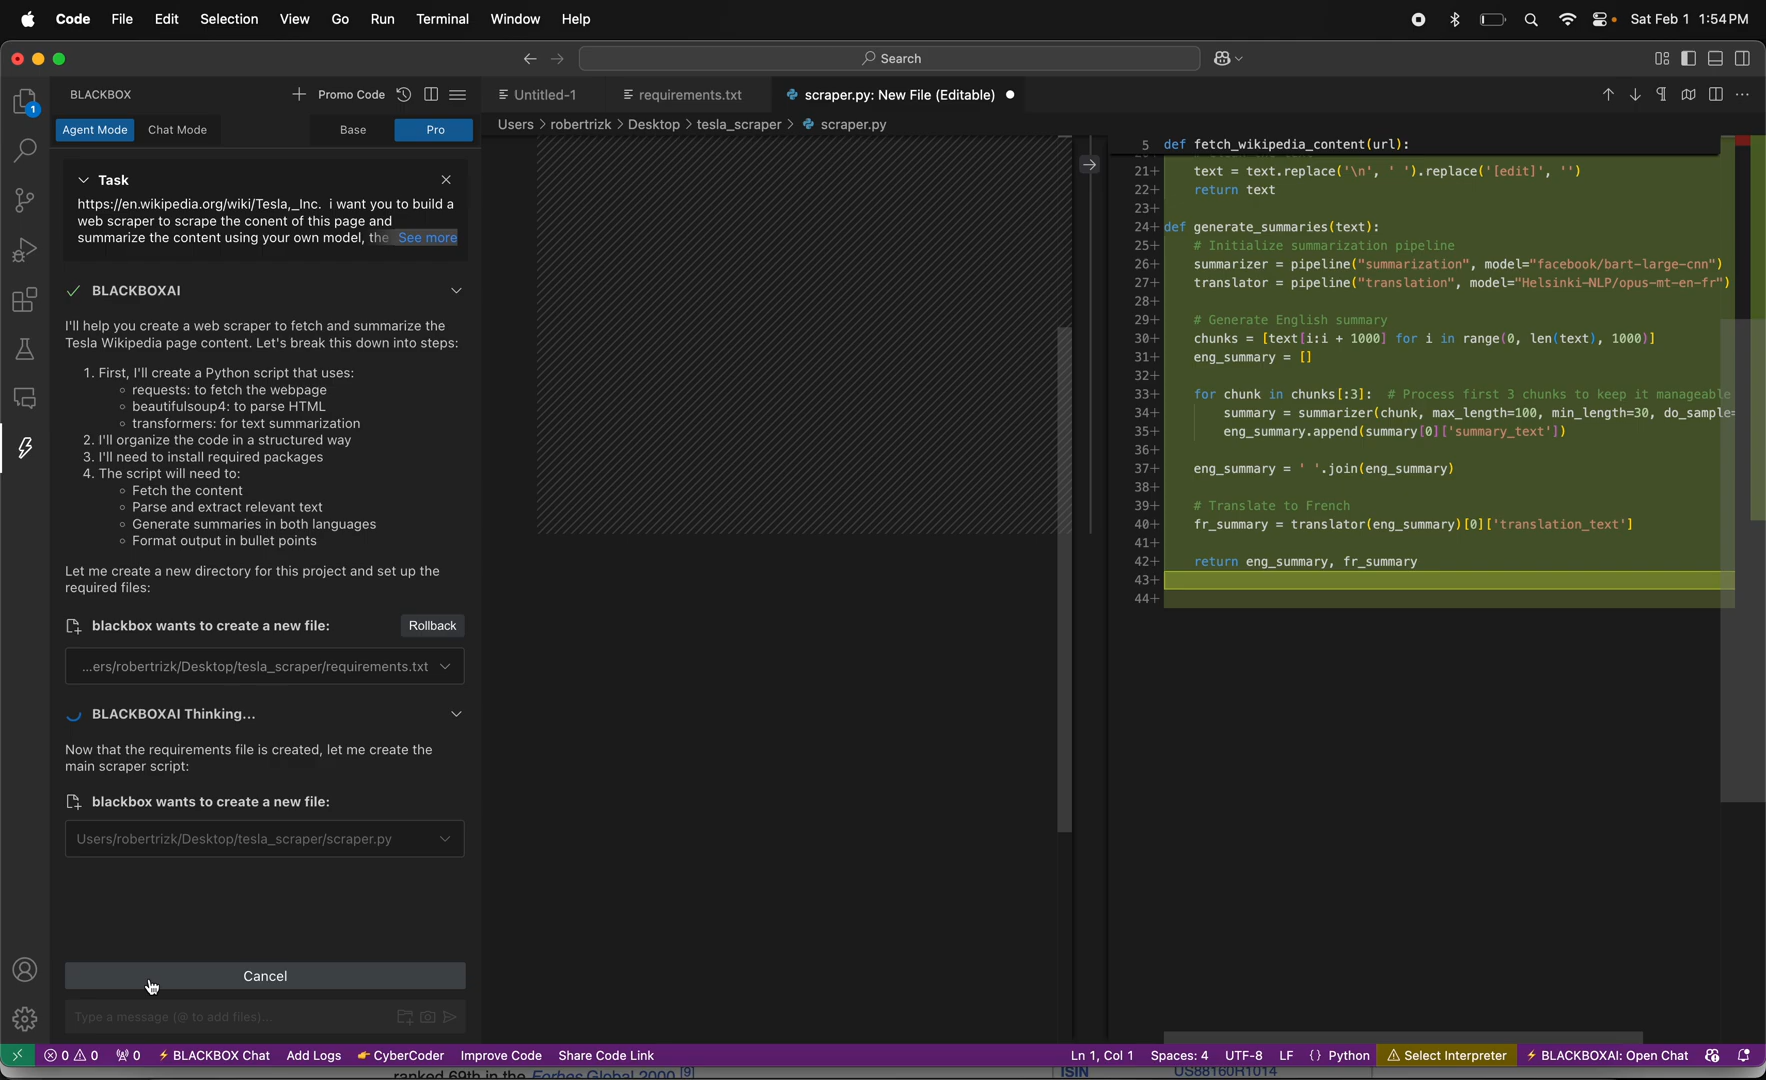 Code File Edit Selection View Go Run Terminal Window Help Sat Feb 1 1:54 PM
Search
BLACKBOX Promo Code
Untitled-1 requirements.txt scraper.py: New File (Editable)
1
Agent Mode Chat Mode Base Pro
Users > robertrizk > Desktop > tesla_scraper > scraper.py
Task
https://en.wikipedia.org/wiki/Tesla,_Inc. i want you to build a
web scraper to scrape the conent of this page and
summarize the content using your own model, the See more
BLACKBOXAI
I'll help you create a web scraper to fetch and summarize the
Tesla Wikipedia page content. Let's break this down into steps:
1. First, I'll create a Python script that uses:
requests: to fetch the webpage
beautifulsoup4: to parse HTML
transformers: for text summarization
2. I'll organize the code in a structured way
3. I'll need to install required packages
4. The script will need to:
Fetch the content
Parse and extract relevant text
Generate summaries in both languages
Format output in bullet points
Let me create a new directory for this project and set up the
required files:
blackbox wants to create a new file: Rollback
...ers/robertrizk/Desktop/tesla_scraper/requirements.txt
BLACKBOXAI Thinking...
Now that the requirements file is created, let me create the
main scraper script:
blackbox wants to create a new file:
Users/robertrizk/Desktop/tesla_scraper/scraper.py
Cancel
Type a message (@ to add files)...
5 def fetch_wikipedia_content(url):
21+ text = text.replace('\n', ' ').replace('[edit]', '')
22+ return text
23+
24+ def generate_summaries(text):
25+ # Initialize summarization pipeline
26+ summarizer = pipeline("summarization", model="facebook/bart-large-cnn")
27+ translator = pipeline("translation", model="Helsinki-NLP/opus-mt-en-fr")
28+
29+ # Generate English summary
30+ chunks = [text[i:i + 1000] for i in range(0, len(text), 1000)]
31+ eng_summary = []
32+
33+ for chunk in chunks[:3]: # Process first 3 chunks to keep it manageable
34+ summary = summarizer(chunk, max_length=100, min_length=30, do_sample=
35+ eng_summary.append(summary[0]['summary_text'])
36+
37+ eng_summary = ' '.join(eng_summary)
38+
39+ # Translate to French
40+ fr_summary = translator(eng_summary)[0]['translation_text']
41+
42+ return eng_summary, fr_summary
43+
44+
0 0 0 BLACKBOX Chat Add Logs CyberCoder Improve Code Share Code Link Ln 1, Col 1 Spaces: 4 UTF-8 LF {} Python Select Interpreter BLACKBOXAI: Open Chat
ranked 69th in the Forbes Global 2000.[9] ISIN US88160R1014